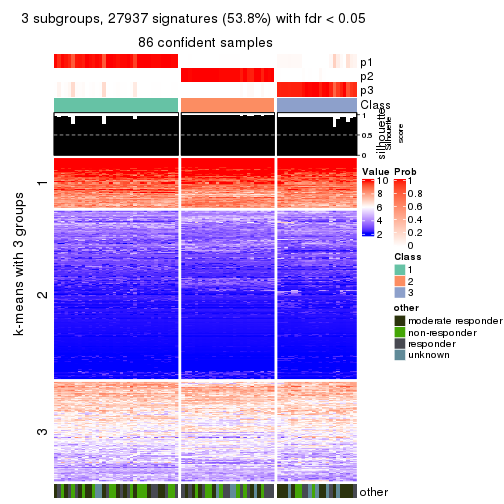 3 subgroups, 27937 signatures (53.8%) with fdr < 0.05
86 confident samples
p1
p2
p3
Class
silhouette
Silhouette
score
1
0.5
0
k-means with 3 groups
1
2
3
other
Value
10
8
6
4
2
Prob
1
0.8
0.6
0.4
0.2
0
Class
1
2
3
other
moderate responder
non-responder
responder
unknown